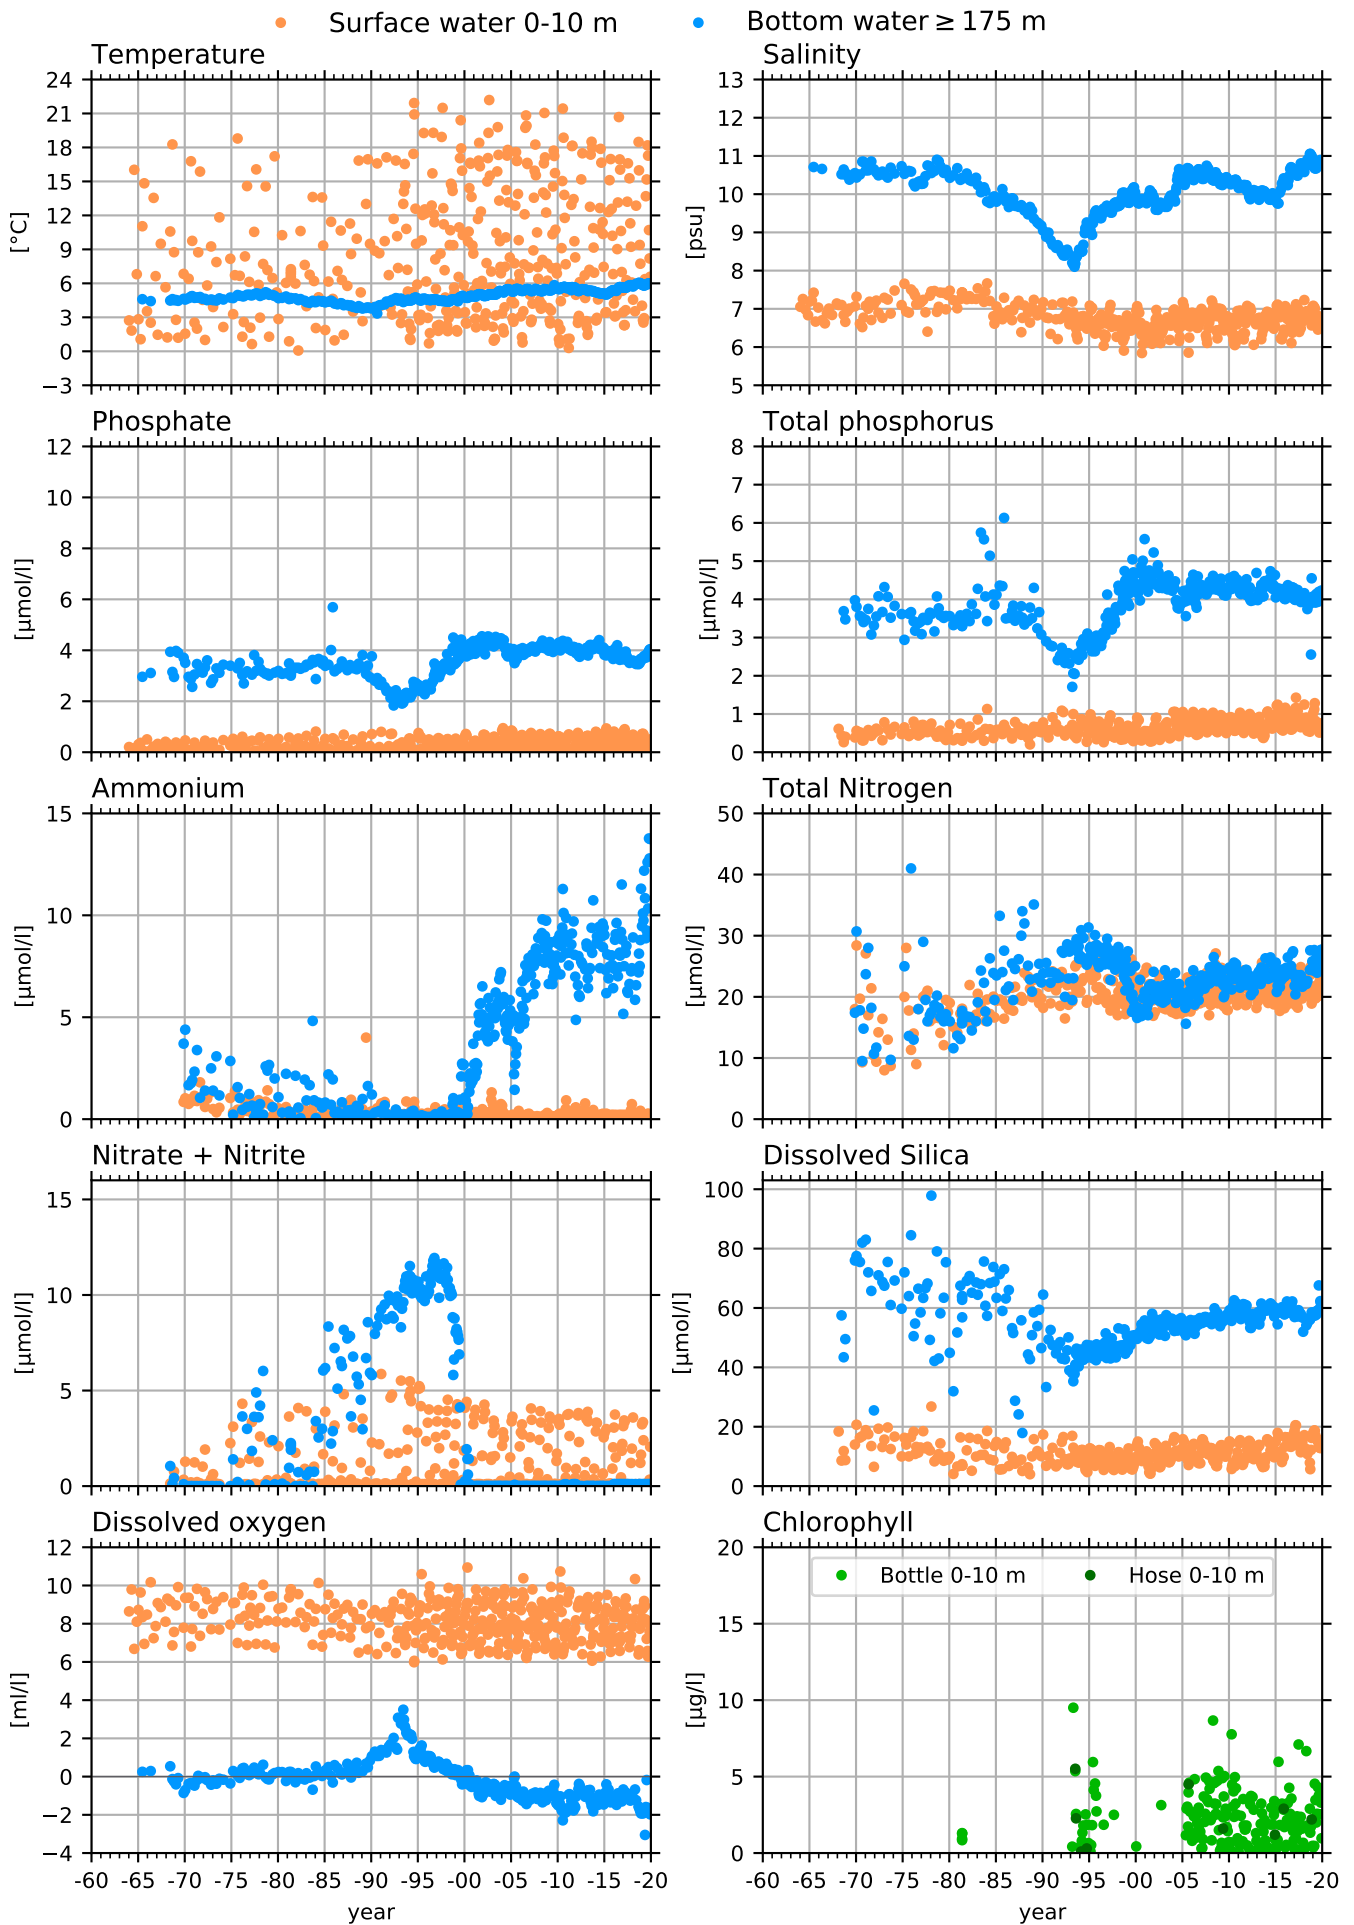 Surface water 0-10 m Bottom water ≥ 175 m
Temperature Salinity
24 13
21 12
18 11
15 10
12 9
9 8
6 7
3 6
0 5
−3
[°C] [psu]
Phosphate Total phosphorus
12 8
10 7
8 6
6 5
4 4
2 3
0 2
1
0
[µmol/l] [µmol/l]
Ammonium Total Nitrogen
15 50
10 40
5 30
0 20
10
0
[µmol/l] [µmol/l]
Nitrate + Nitrite Dissolved Silica
15 100
10 80
5 60
0 40
20
0
[µmol/l] [µmol/l]
Dissolved oxygen Chlorophyll
12 20
10 15
8 10
6 5
4 0
2
0
−2
−4
[ml/l] [µg/l]
Bottle 0-10 m Hose 0-10 m
-60 -65 -70 -75 -80 -85 -90 -95 -00 -05 -10 -15 -20 -60 -65 -70 -75 -80 -85 -90 -95 -00 -05 -10 -15 -20
year year